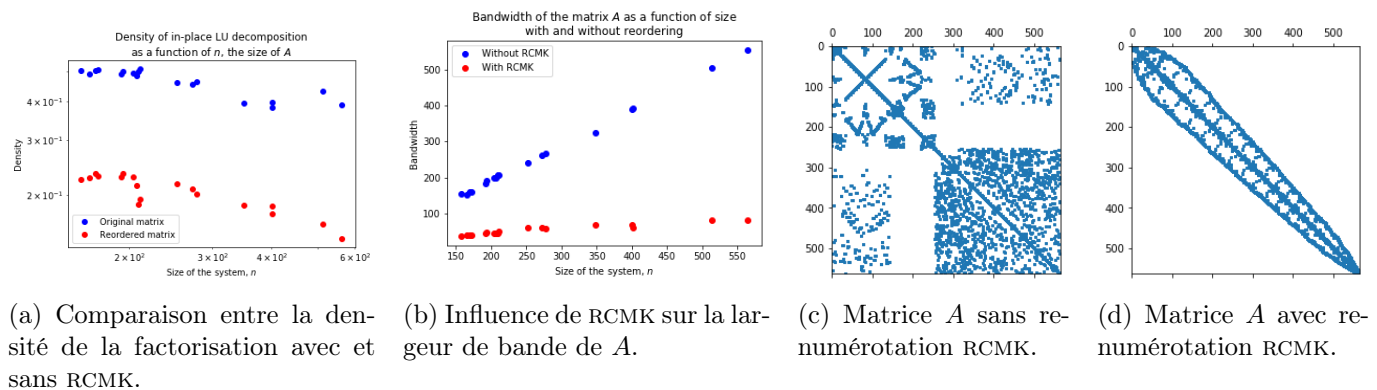 Density of in-place LU decomposition
as a function of n, the size of A
Density
4 × 10⁻¹
3 × 10⁻¹
2 × 10⁻¹
Original matrix
Reordered matrix
2 × 10² 3 × 10² 4 × 10² 6 × 10²
Size of the system, n
Bandwidth of the matrix A as a function of size
with and without reordering
Without RCMK
With RCMK
Bandwidth
500
400
300
200
100
150 200 250 300 350 400 450 500 550
Size of the system, n
0 100 200 300 400 500
0
100
200
300
400
500
0 100 200 300 400 500
0
100
200
300
400
500
(a) Comparaison entre la den-
sité de la factorisation avec et
sans RCMK.
(b) Influence de RCMK sur la lar-
geur de bande de A.
(c) Matrice A sans re-
numérotation RCMK.
(d) Matrice A avec re-
numérotation RCMK.